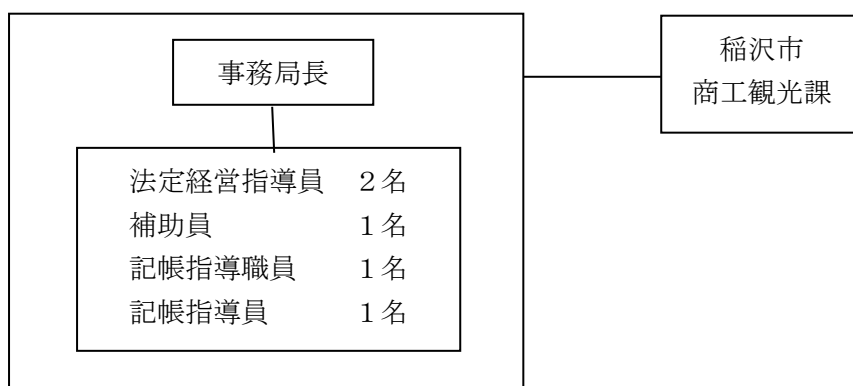 事務局長
稲沢市
商工観光課
法定経営指導員　２名
補助員　１名
記帳指導職員　１名
記帳指導員　１名